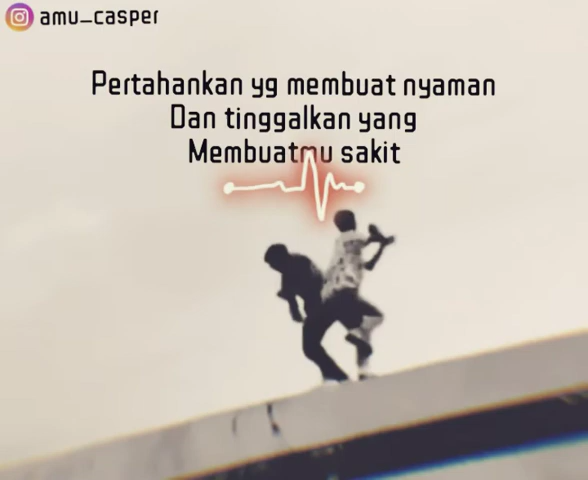 amu_casper
Pertahankan yg membuat nyaman
Dan tinggalkan yang
Membuatmu sakit